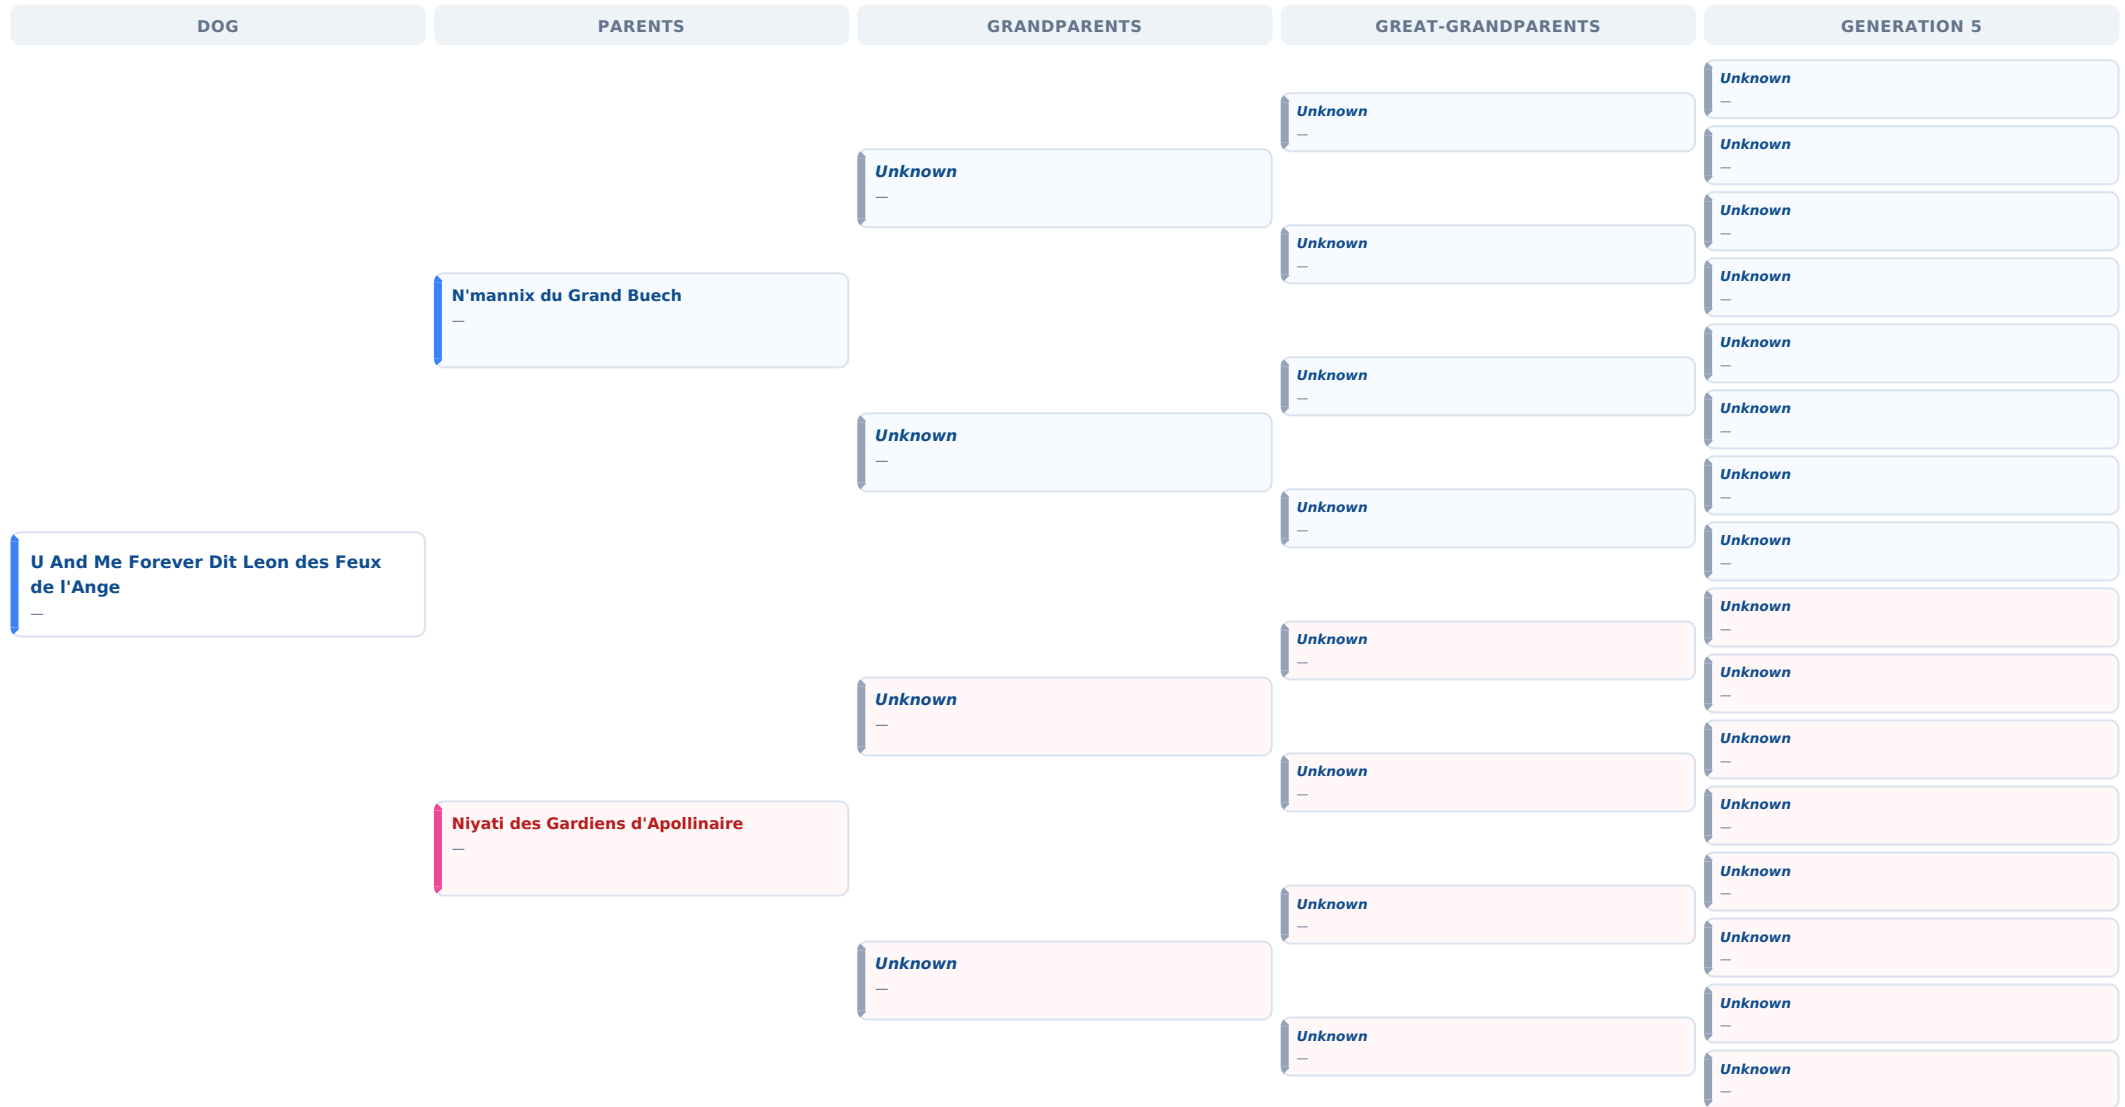 DOG
PARENTS
GRANDPARENTS
GREAT-GRANDPARENTS
GENERATION 5
U And Me Forever Dit Leon des Feux
de l'Ange
—
N'mannix du Grand Buech
—
Niyati des Gardiens d'Apollinaire
—
Unknown
—
Unknown
—
Unknown
—
Unknown
—
Unknown
—
Unknown
—
Unknown
—
Unknown
—
Unknown
—
Unknown
—
Unknown
—
Unknown
—
Unknown
—
Unknown
—
Unknown
—
Unknown
—
Unknown
—
Unknown
—
Unknown
—
Unknown
—
Unknown
—
Unknown
—
Unknown
—
Unknown
—
Unknown
—
Unknown
—
Unknown
—
Unknown
—